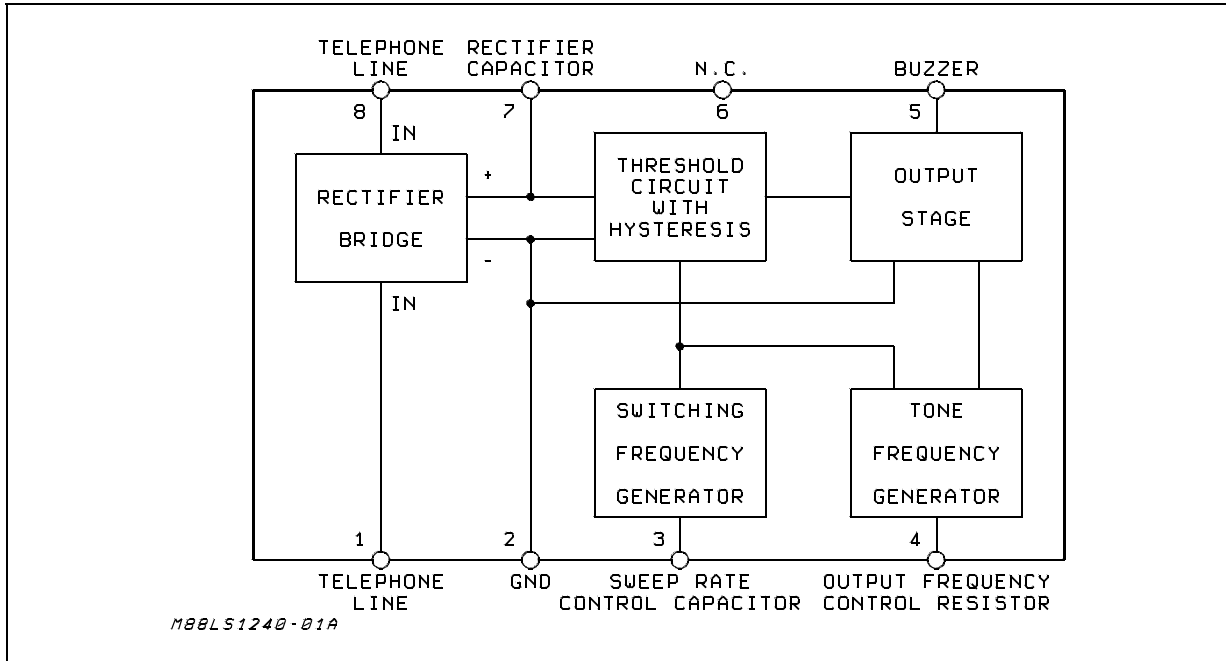 TELEPHONE LINE
RECTIFIER CAPACITOR
N.C.
BUZZER
8
7
6
5
IN
RECTIFIER
BRIDGE
+
-
IN
THRESHOLD
CIRCUIT
WITH
HYSTERESIS
OUTPUT
STAGE
SWITCHING
FREQUENCY
GENERATOR
TONE
FREQUENCY
GENERATOR
1
2
3
4
TELEPHONE
LINE
GND
SWEEP RATE
CONTROL CAPACITOR
OUTPUT FREQUENCY
CONTROL RESISTOR
M88LS1240-01A